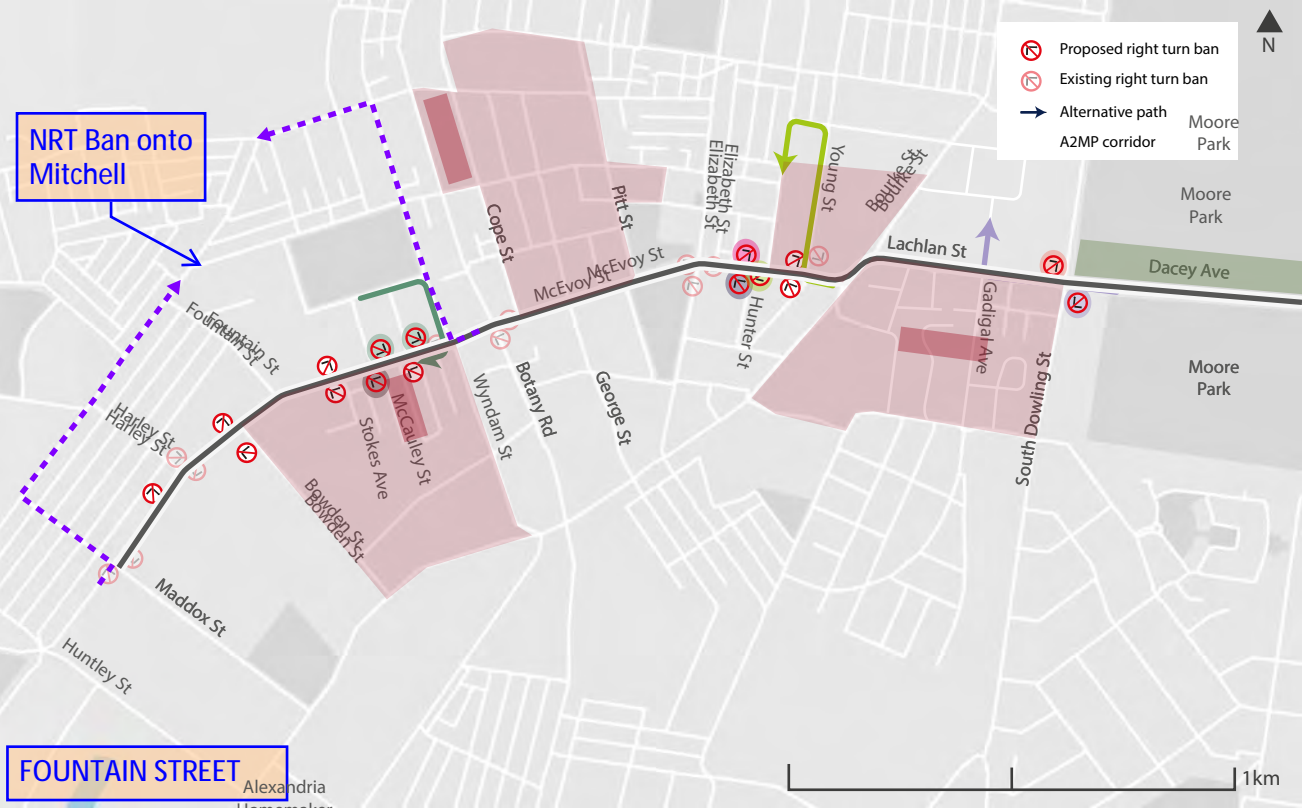 N
Proposed right turn ban
Existing right turn ban
Alternative path
A2MP corridor
Moore
Park
NRT Ban onto
Mitchell
Moore
Park
Elizabeth St
Elizabeth St
Young St
Bourke St
Bourke St
Pitt St
Cope St
Lachlan St
Dacey Ave
McEvoy St
McEvoy St
Fountain St
Fountain St
Hunter St
Gadigal Ave
South Dowling St
Moore
Park
Harley St
Harley St
Stokes Ave
McCauley St
Wyndam St
Botany Rd
George St
Bowden St
Bowden St
Maddox St
Huntley St
FOUNTAIN STREET
Alexandria
Homemaker
1km